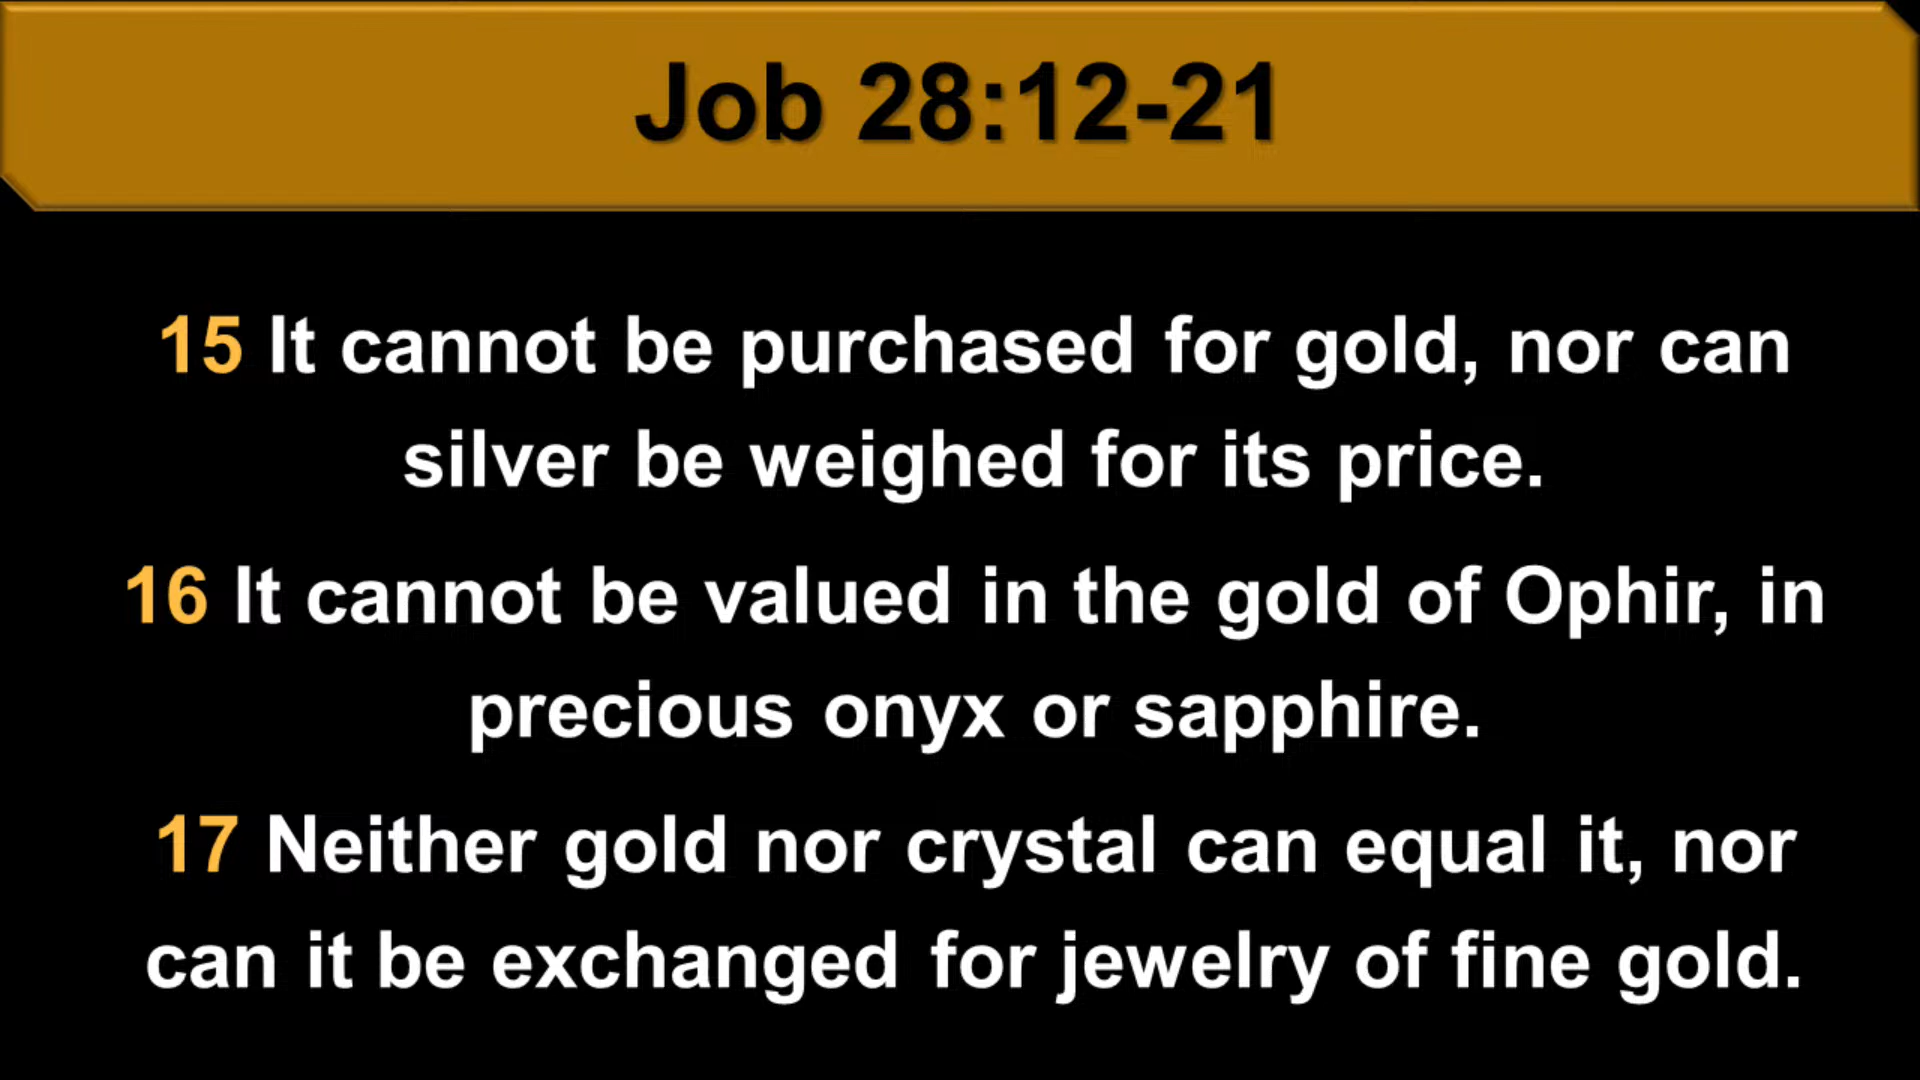 Job 28:12-21
15 It cannot be purchased for gold, nor can
silver be weighed for its price.
16 It cannot be valued in the gold of Ophir, in
precious onyx or sapphire.
17 Neither gold nor crystal can equal it, nor
can it be exchanged for jewelry of fine gold.